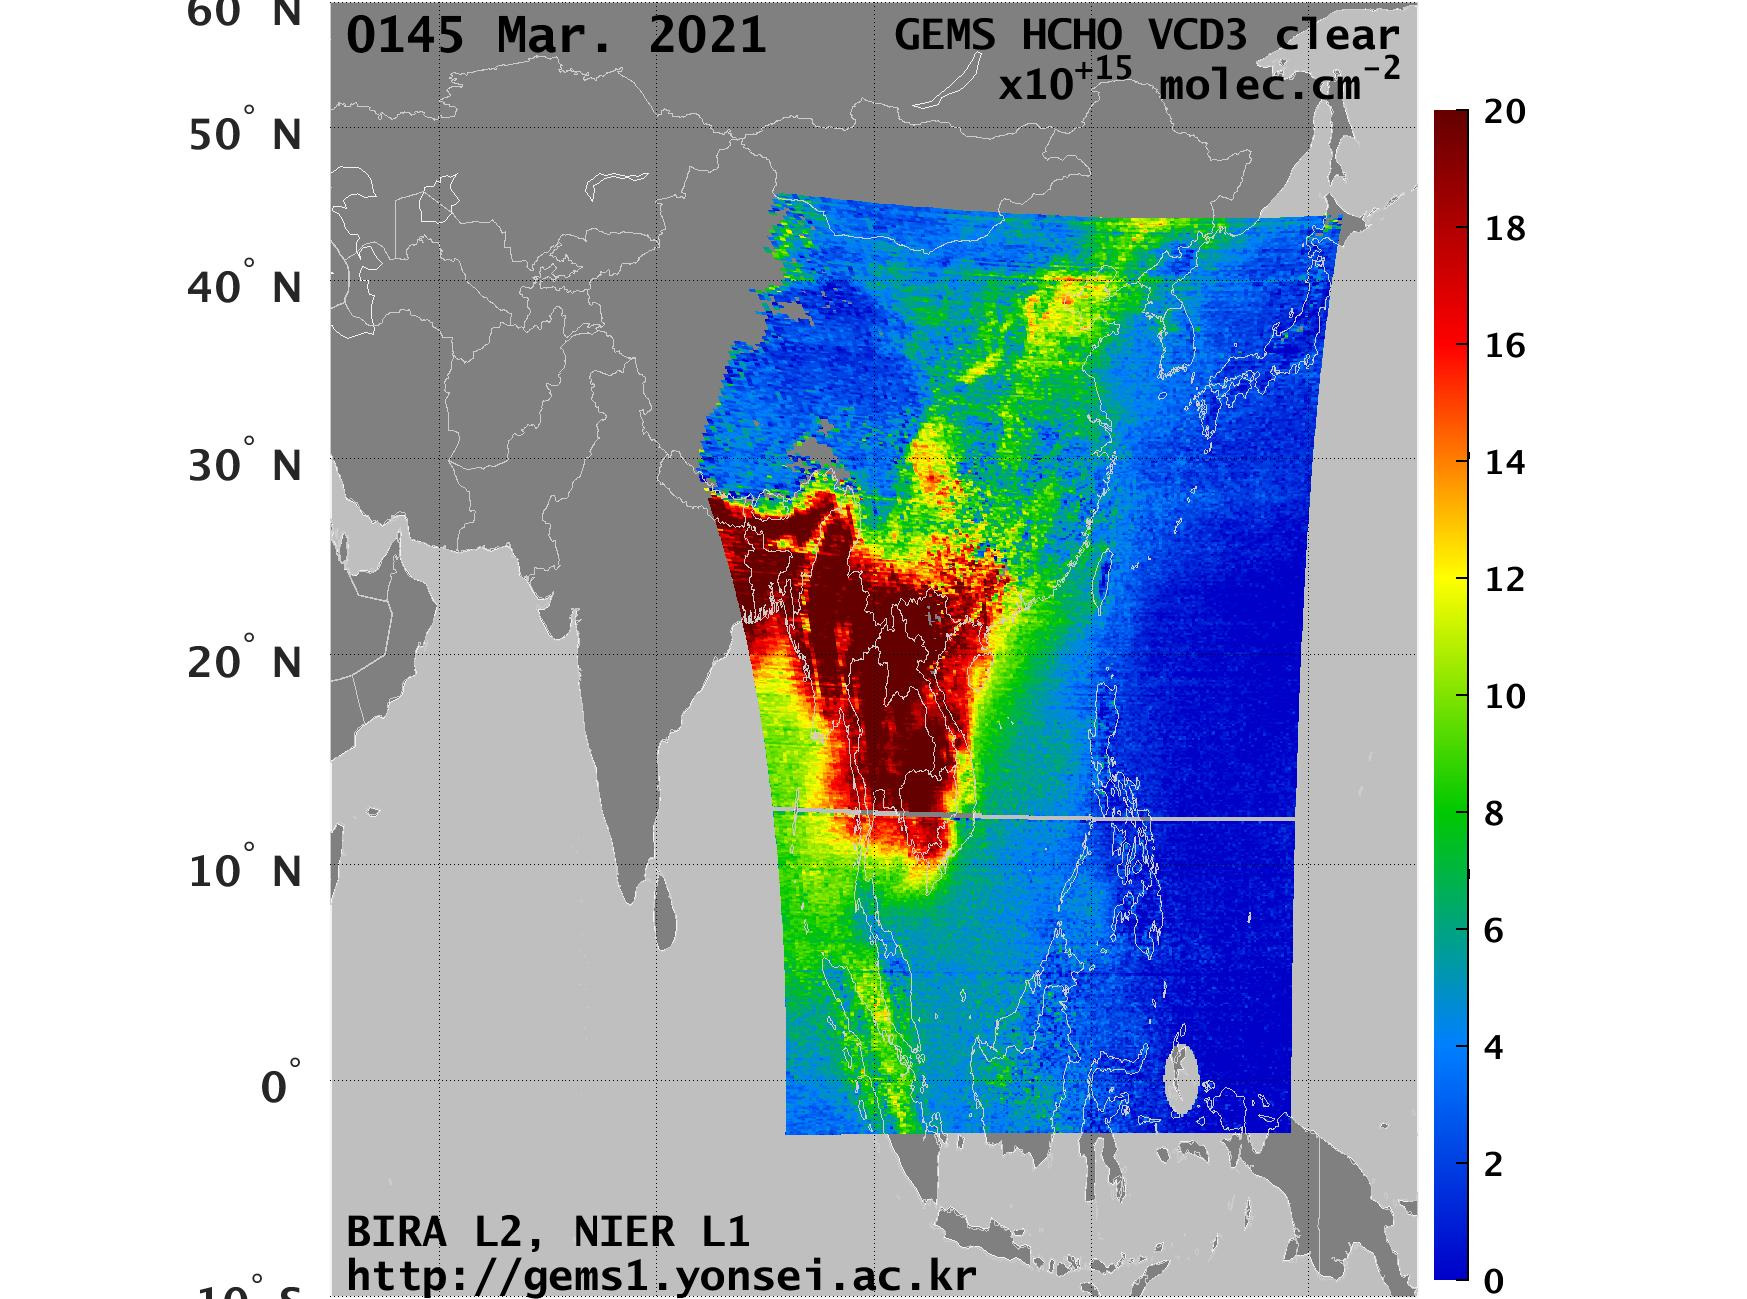 60 N
0145 Mar. 2021
GEMS HCHO VCD3 clear
x10+15 molec.cm−2
50° N
40° N
30° N
20° N
10° N
0°
10° S
20
18
16
14
12
10
8
6
4
2
0
BIRA L2, NIER L1
http://gems1.yonsei.ac.kr